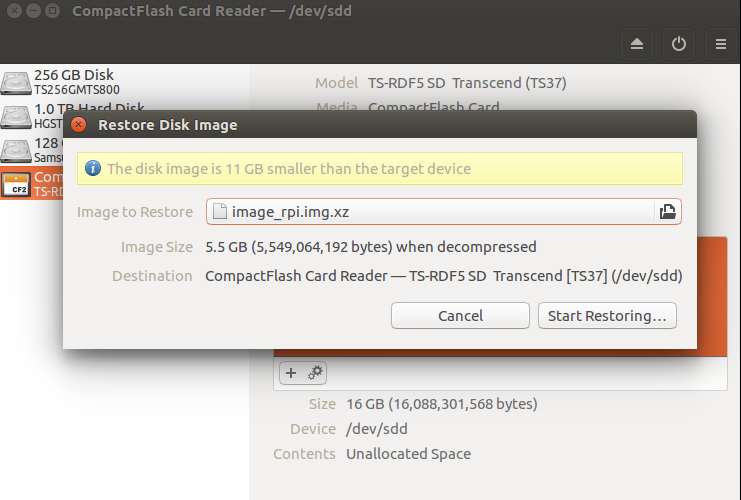 CompactFlash Card Reader — /dev/sdd
256 GB Disk
TS256GMTS800
1.0 TB Hard Disk
HGST
128
Samsu
Com
TS-RD
CF2
Model TS-RDF5 SD Transcend (TS37)
Media CompactFlash Card
Restore Disk Image
The disk image is 11 GB smaller than the target device
Image to Restore image_rpi.img.xz
Image Size 5.5 GB (5,549,064,192 bytes) when decompressed
Destination CompactFlash Card Reader — TS-RDF5 SD Transcend [TS37] (/dev/sdd)
Cancel Start Restoring...
Size 16 GB (16,088,301,568 bytes)
Device /dev/sdd
Contents Unallocated Space